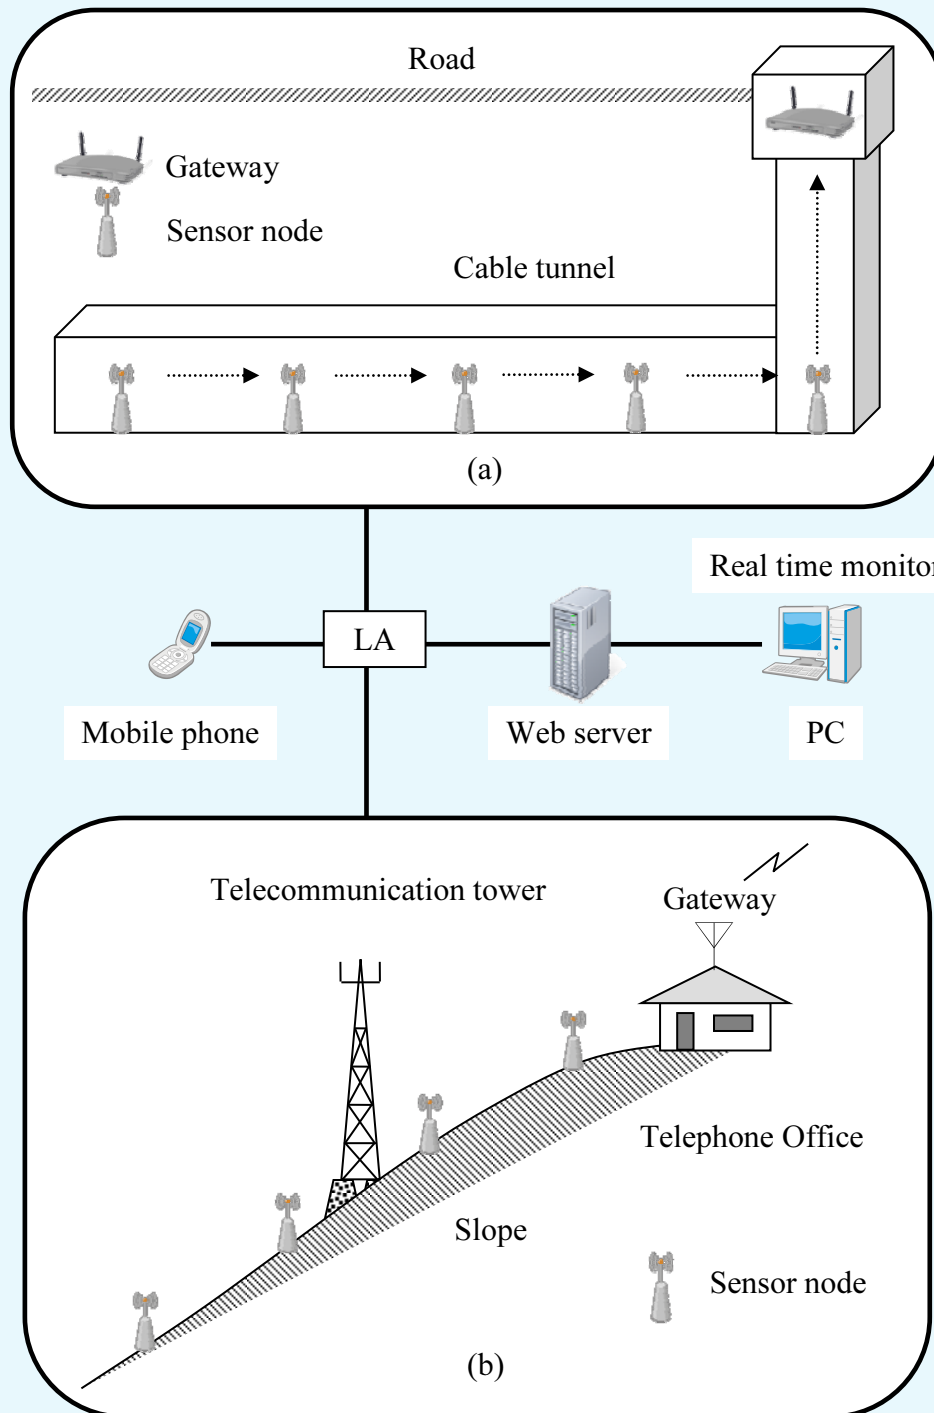 Road
Gateway
Sensor node
Cable tunnel
(a)
Real time monitor
LA
Mobile phone
Web server
PC
Telecommunication tower
Gateway
Telephone Office
Slope
Sensor node
(b)